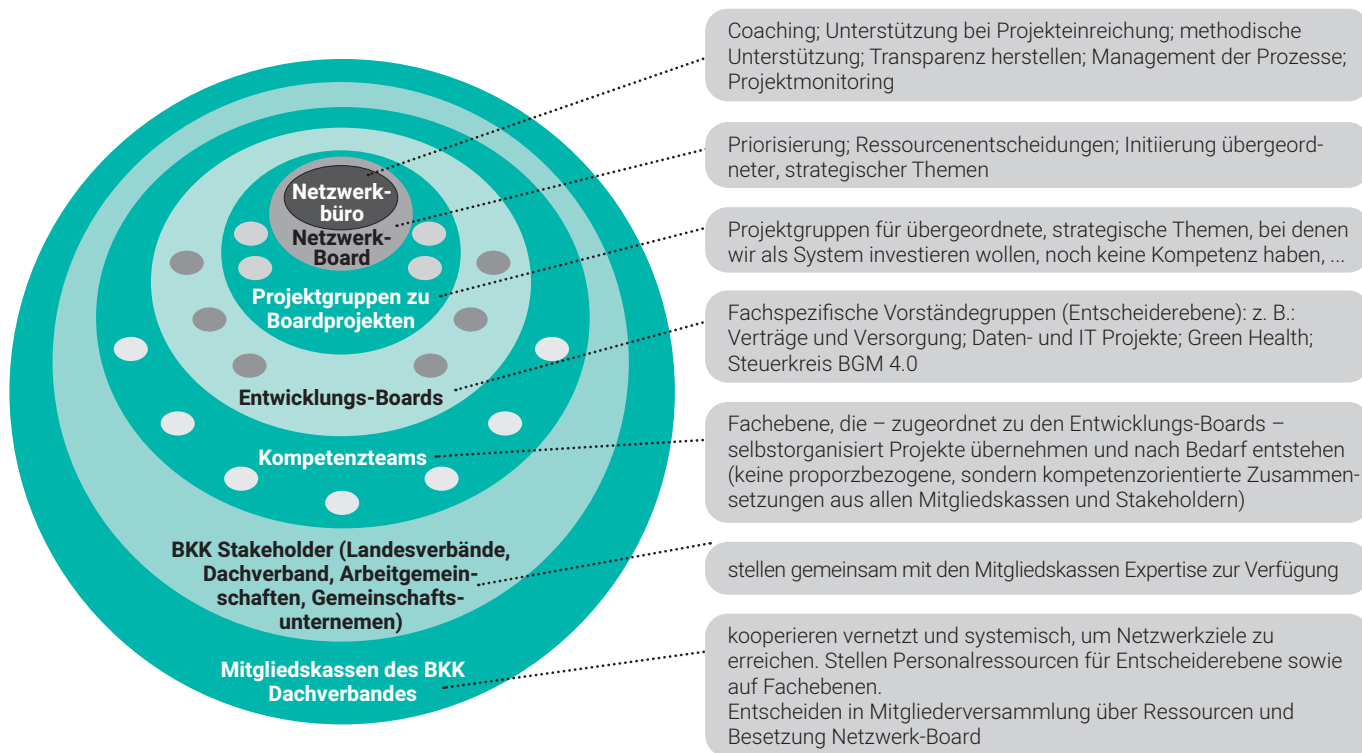 Coaching; Unterstützung bei Projekteinreichung; methodische
Unterstützung; Transparenz herstellen; Management der Prozesse;
Projektmonitoring
Priorisierung; Ressourcenentscheidungen; Initiierung übergeord-
neter, strategischer Themen
Projektgruppen für übergeordnete, strategische Themen, bei denen
wir als System investieren wollen, noch keine Kompetenz haben, ...
Fachspezifische Vorständegruppen (Entscheiderebene): z. B.:
Verträge und Versorgung; Daten- und IT Projekte; Green Health;
Steuerkreis BGM 4.0
Fachebene, die – zugeordnet zu den Entwicklungs-Boards –
selbstorganisiert Projekte übernehmen und nach Bedarf entstehen
(keine proporzbezogene, sondern kompetenzorientierte Zusammen-
setzungen aus allen Mitgliedskassen und Stakeholdern)
stellen gemeinsam mit den Mitgliedskassen Expertise zur Verfügung
kooperieren vernetzt und systemisch, um Netzwerkziele zu
erreichen. Stellen Personalressourcen für Entscheiderebene sowie
auf Fachebenen.
Entscheiden in Mitgliederversammlung über Ressourcen und
Besetzung Netzwerk-Board
Netzwerk-
büro
Netzwerk-
Board
Projektgruppen zu
Boardprojekten
Entwicklungs-Boards
Kompetenzteams
BKK Stakeholder (Landesverbände,
Dachverband, Arbeitgemein-
schaften, Gemeinschafts-
unternemen)
Mitgliedskassen des BKK
Dachverbandes